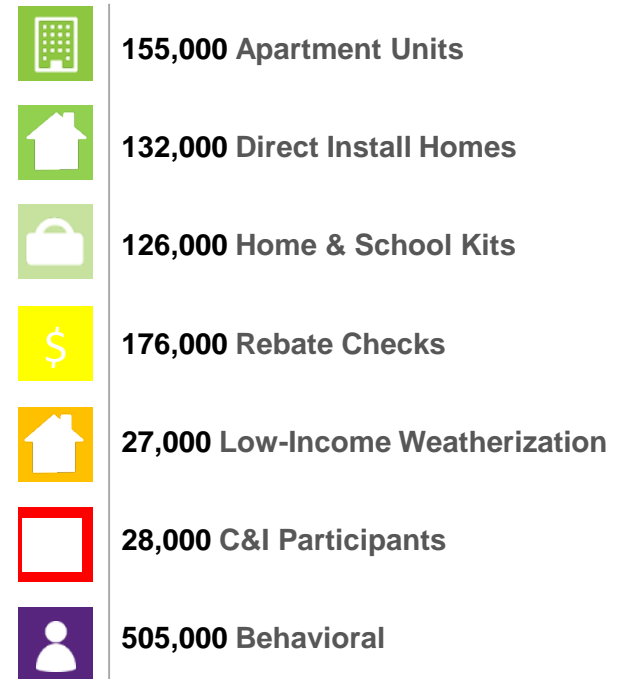 155,000 Apartment Units
132,000 Direct Install Homes
126,000 Home & School Kits
$
176,000 Rebate Checks
27,000 Low-Income Weatherization
28,000 C&I Participants
505,000 Behavioral